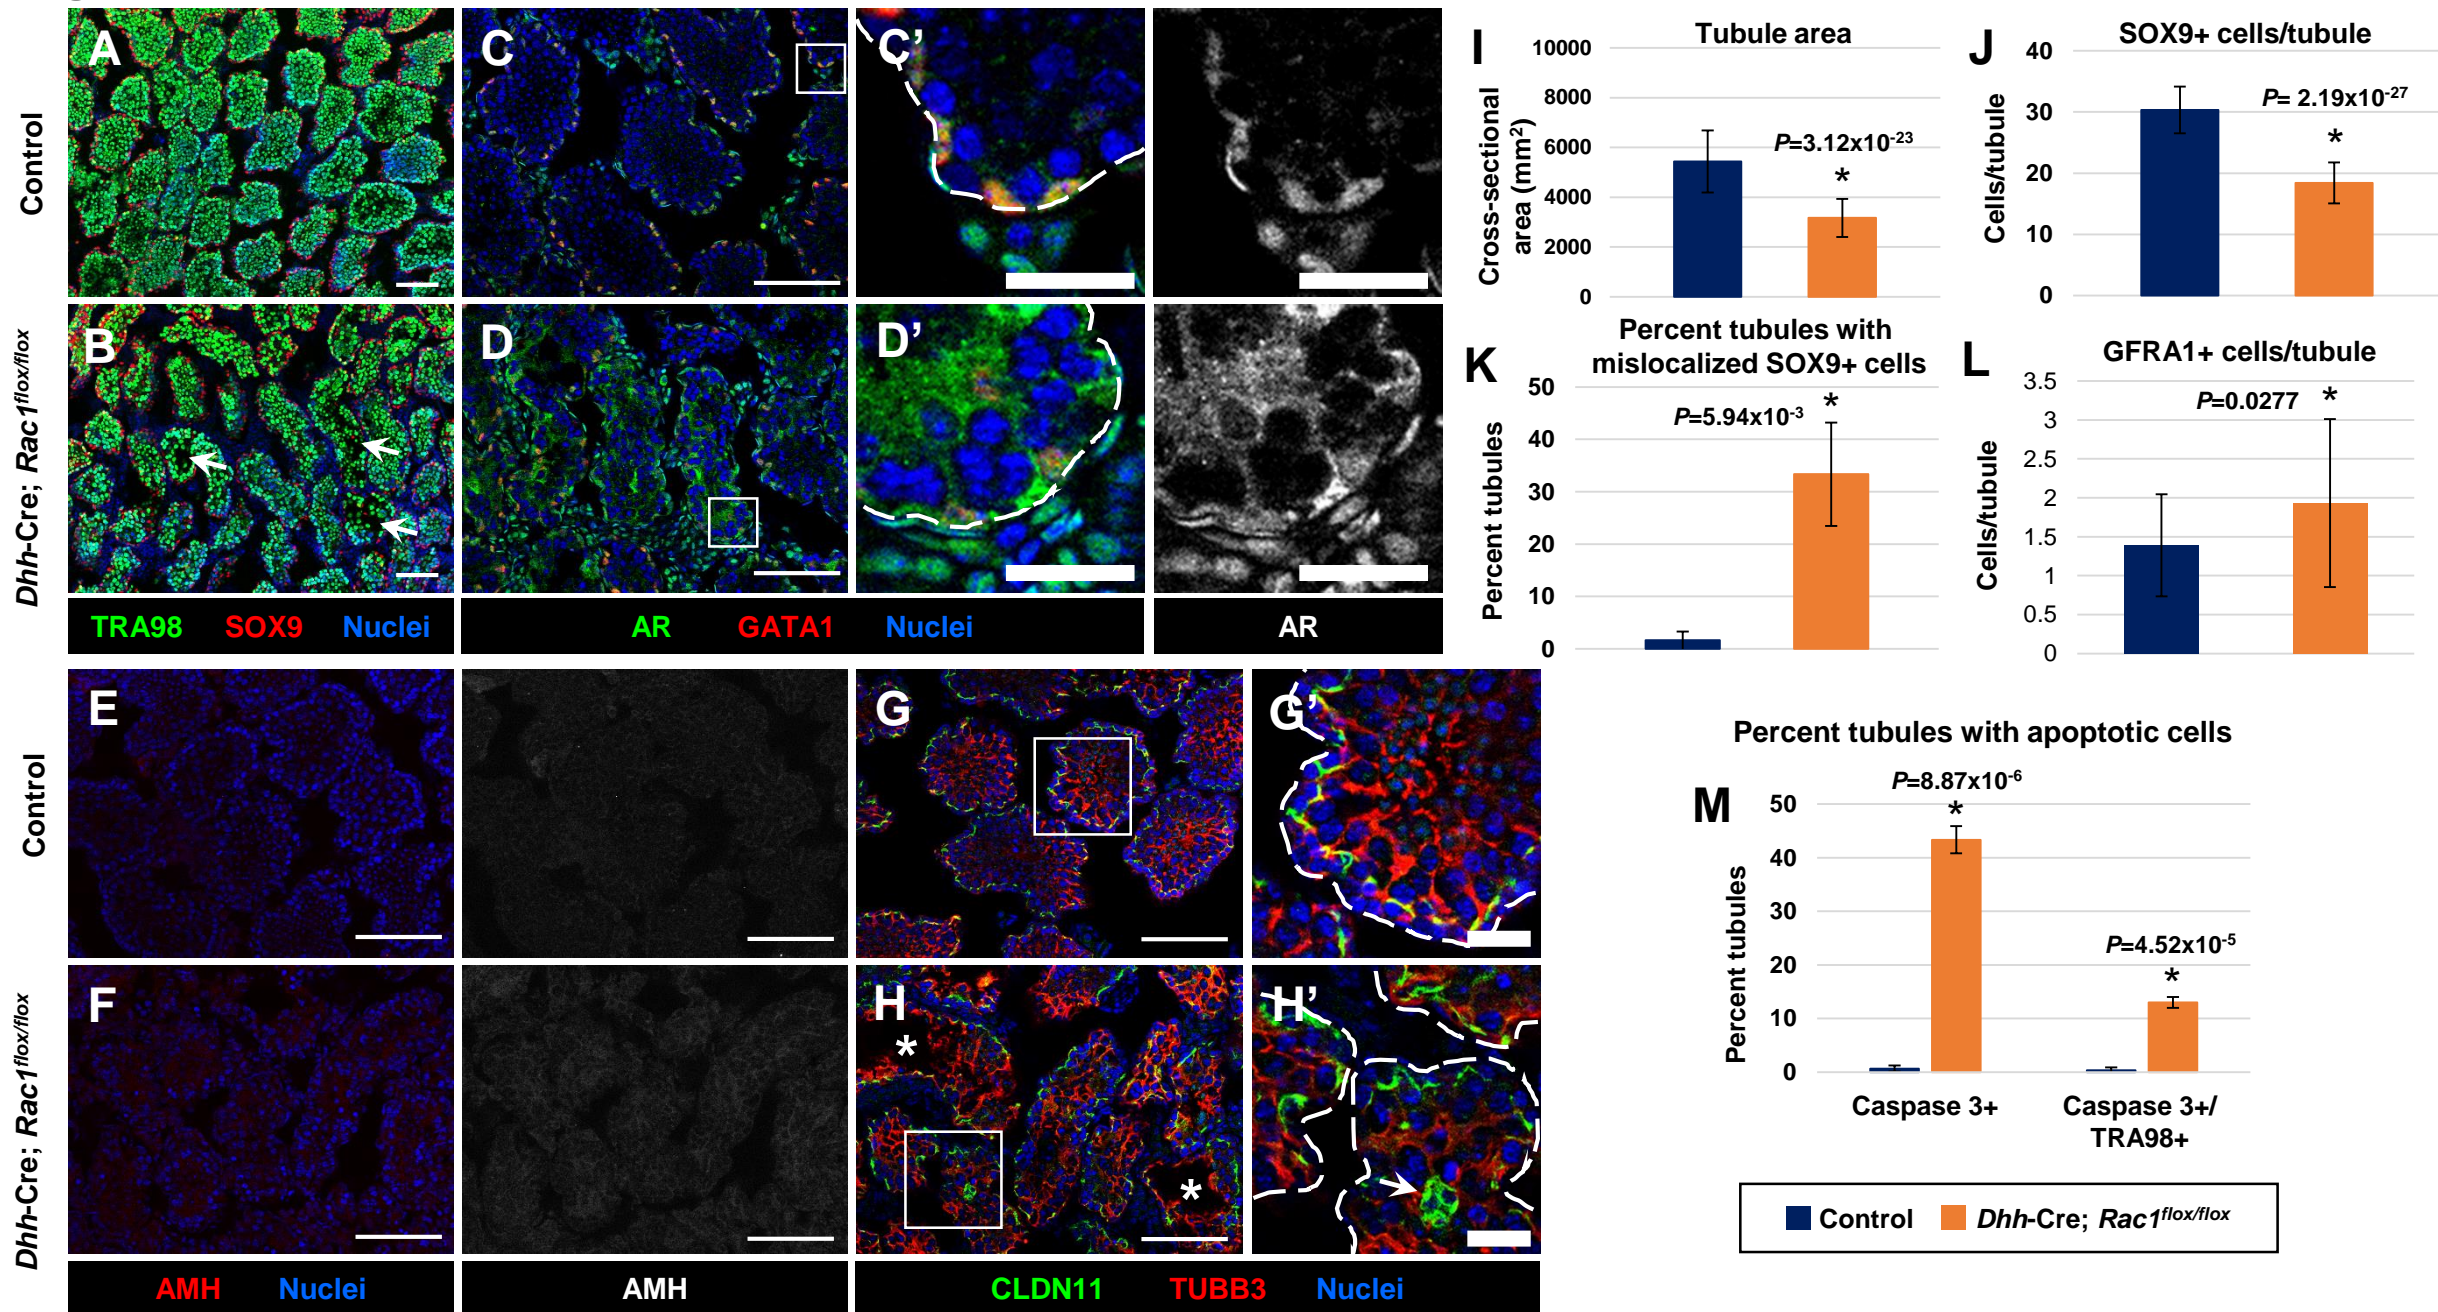 A
C
C'
Control
B
D
D'
Dhh-Cre; Rac1flox/flox
TRA98 SOX9 Nuclei
AR GATA1 Nuclei
AR
I
Tubule area
Cross-sectional
area (mm2)
10000
8000
6000
4000
2000
0
P=3.12x10-23
*
J
SOX9+ cells/tubule
Cells/tubule
40
30
20
10
0
P= 2.19x10-27
*
K
Percent tubules with
mislocalized SOX9+ cells
Percent tubules
50
40
30
20
10
0
P=5.94x10-3
*
L
GFRA1+ cells/tubule
Cells/tubule
3.5
3
2.5
2
1.5
1
0.5
0
P=0.0277
*
E
G
G'
Control
F
H
H'
*
*
Dhh-Cre; Rac1flox/flox
AMH Nuclei
AMH
CLDN11 TUBB3 Nuclei
Percent tubules with apoptotic cells
M
Percent tubules
50
40
30
20
10
0
P=8.87x10-6
*
P=4.52x10-5
*
Caspase 3+
Caspase 3+/
TRA98+
Control Dhh-Cre; Rac1flox/flox